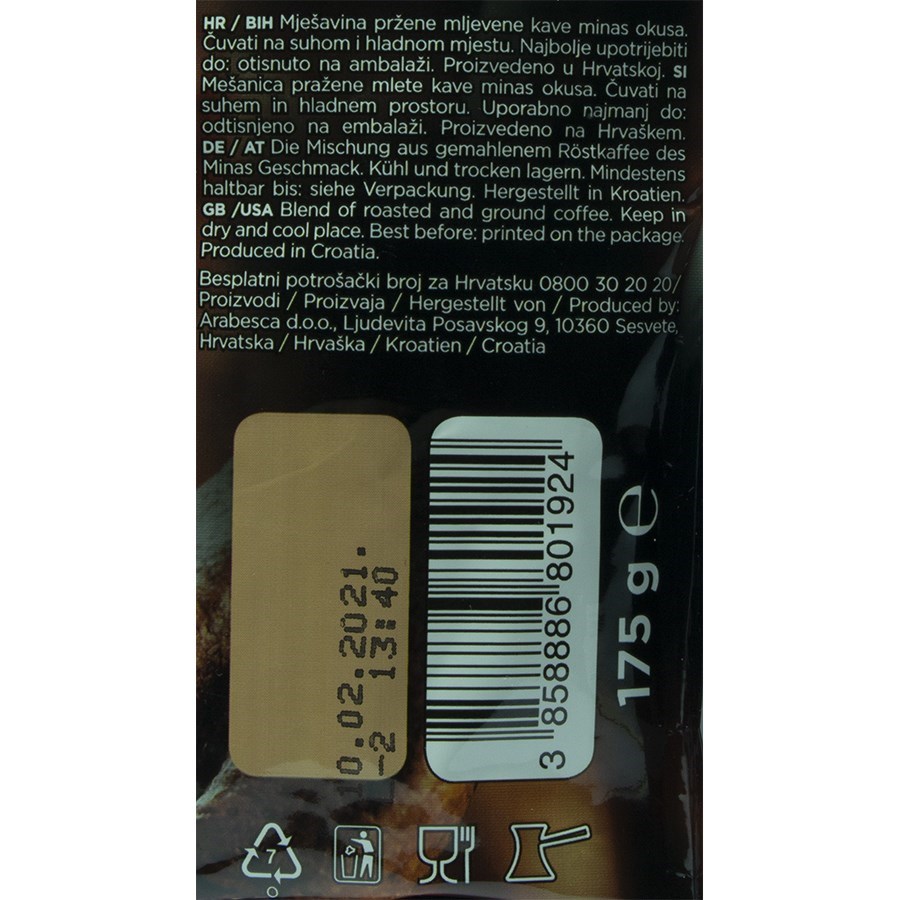 HR / BIH Mješavina pržene mljevene kave minas okusa.
Čuvati na suhom i hladnom mjestu. Najbolje upotrijebiti
do: otisnuto na ambalaži. Proizvedeno u Hrvatskoj. SI
Mešanica pražene mlete kave minas okusa. Čuvati na
suhem in hladnem prostoru. Uporabno najmanj do:
odtisnjeno na embalaži. Proizvedeno na Hrvaškem.
DE / AT Die Mischung aus gemahlenem Röstkaffee des
Minas Geschmack. Kühl und trocken lagern. Mindestens
haltbar bis: siehe Verpackung. Hergestellt in Kroatien.
GB /USA Blend of roasted and ground coffee. Keep in
dry and cool place. Best before: printed on the package.
Produced in Croatia.
Besplatni potrošački broj za Hrvatsku 0800 30 20 20/
Proizvodi / Proizvaja / Hergestellt von / Produced by:
Arabesca d.o.o., Ljudevita Posavskog 9, 10360 Sesvete,
Hrvatska / Hrvaška / Kroatien / Croatia
10.02.2021.
-2 13:40
3 858886 801924
175 g e
7